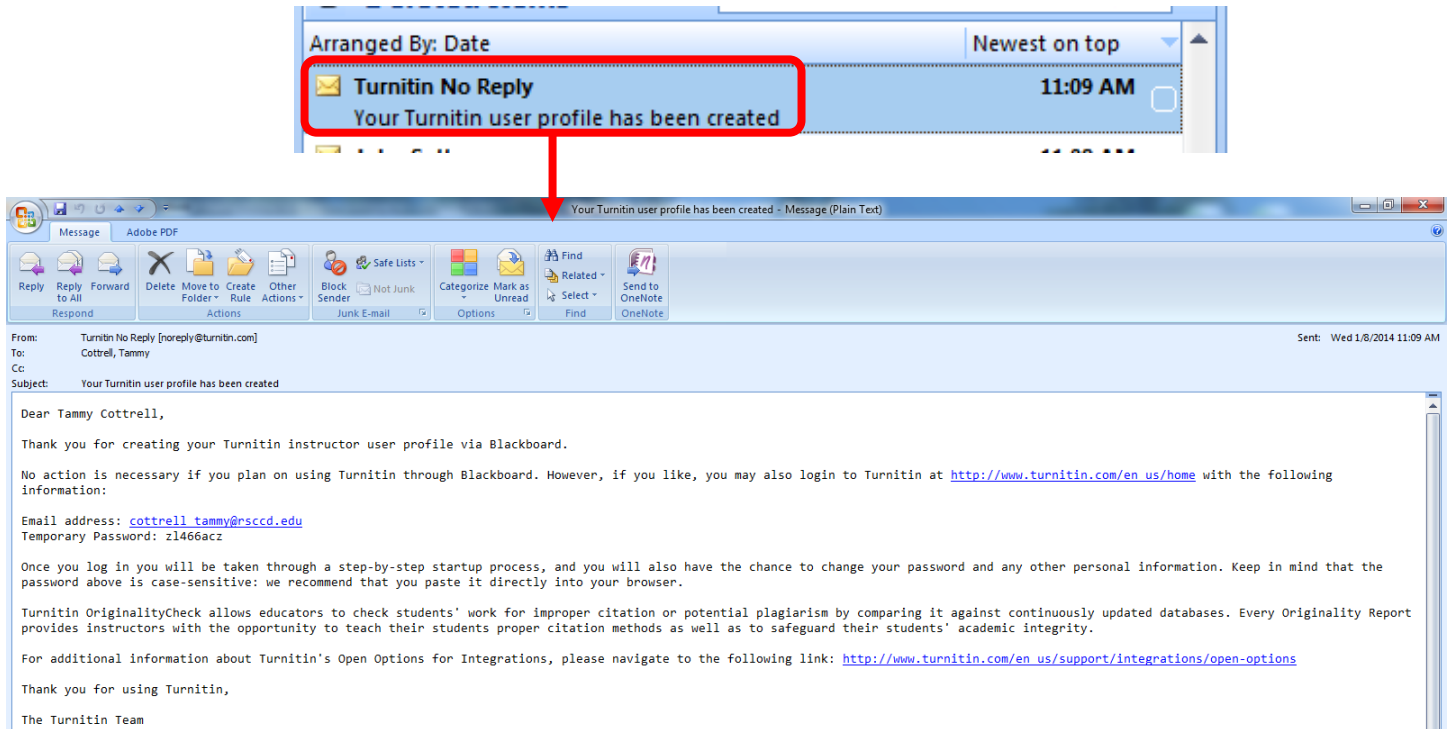 Arranged By: Date Newest on top
Turnitin No Reply 11:09 AM
Your Turnitin user profile has been created
Your Turnitin user profile has been created - Message (Plain Text)
Message Adobe PDF
Reply Reply to All Forward Delete Move to Folder Create Rule Other Actions Block Sender Safe Lists Not Junk Categorize Mark as Unread Find Related Select Send to OneNote
Respond Actions Junk E-mail Options Find OneNote
From: Turnitin No Reply [noreply@turnitin.com] Sent: Wed 1/8/2014 11:09 AM
To: Cottrell, Tammy
Cc:
Subject: Your Turnitin user profile has been created
Dear Tammy Cottrell,
Thank you for creating your Turnitin instructor user profile via Blackboard.
No action is necessary if you plan on using Turnitin through Blackboard. However, if you like, you may also login to Turnitin at http://www.turnitin.com/en_us/home with the following
information:
Email address: cottrell_tammy@rsccd.edu
Temporary Password: zl466acz
Once you log in you will be taken through a step-by-step startup process, and you will also have the chance to change your password and any other personal information. Keep in mind that the
password above is case-sensitive: we recommend that you paste it directly into your browser.
Turnitin OriginalityCheck allows educators to check students' work for improper citation or potential plagiarism by comparing it against continuously updated databases. Every Originality Report
provides instructors with the opportunity to teach their students proper citation methods as well as to safeguard their students' academic integrity.
For additional information about Turnitin's Open Options for Integrations, please navigate to the following link: http://www.turnitin.com/en_us/support/integrations/open-options
Thank you for using Turnitin,
The Turnitin Team